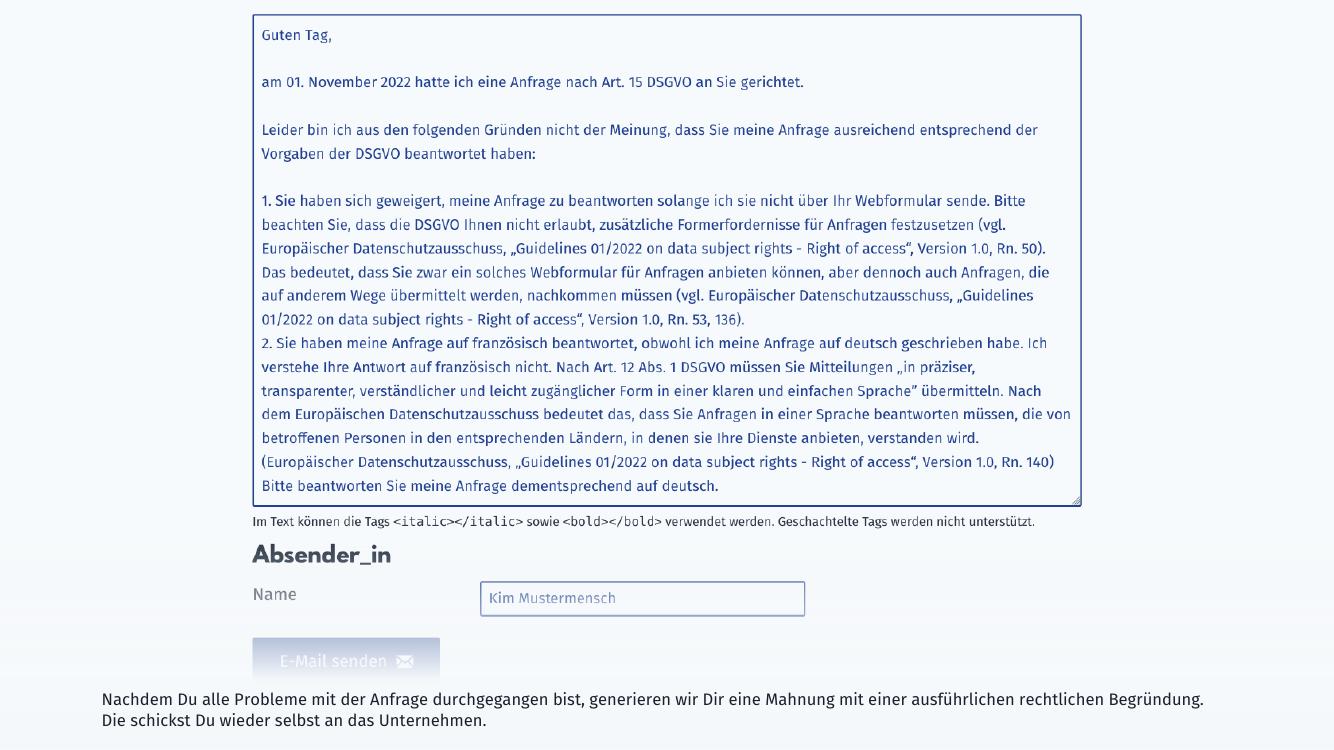 Guten Tag,
am 01. November 2022 hatte ich eine Anfrage nach Art. 15 DSGVO an Sie gerichtet.
Leider bin ich aus den folgenden Gründen nicht der Meinung, dass Sie meine Anfrage ausreichend entsprechend der
Vorgaben der DSGVO beantwortet haben:
1. Sie haben sich geweigert, meine Anfrage zu beantworten solange ich sie nicht über Ihr Webformular sende. Bitte
beachten Sie, dass die DSGVO Ihnen nicht erlaubt, zusätzliche Formerfordernisse für Anfragen festzusetzen (vgl.
Europäischer Datenschutzausschuss, „Guidelines 01/2022 on data subject rights - Right of access“, Version 1.0, Rn. 50).
Das bedeutet, dass Sie zwar ein solches Webformular für Anfragen anbieten können, aber dennoch auch Anfragen, die
auf anderem Wege übermittelt werden, nachkommen müssen (vgl. Europäischer Datenschutzausschuss, „Guidelines
01/2022 on data subject rights - Right of access“, Version 1.0, Rn. 53, 136).
2. Sie haben meine Anfrage auf französisch beantwortet, obwohl ich meine Anfrage auf deutsch geschrieben habe. Ich
verstehe Ihre Antwort auf französisch nicht. Nach Art. 12 Abs. 1 DSGVO müssen Sie Mitteilungen „in präziser,
transparenter, verständlicher und leicht zugänglicher Form in einer klaren und einfachen Sprache” übermitteln. Nach
dem Europäischen Datenschutzausschuss bedeutet das, dass Sie Anfragen in einer Sprache beantworten müssen, die von
betroffenen Personen in den entsprechenden Ländern, in denen sie Ihre Dienste anbieten, verstanden wird.
(Europäischer Datenschutzausschuss, „Guidelines 01/2022 on data subject rights - Right of access“, Version 1.0, Rn. 140)
Bitte beantworten Sie meine Anfrage dementsprechend auf deutsch.
Im Text können die Tags <italic></italic> sowie <bold></bold> verwendet werden. Geschachtelte Tags werden nicht unterstützt.
Absender_in
Name
Kim Mustermensch
E-Mail senden
Nachdem Du alle Probleme mit der Anfrage durchgegangen bist, generieren wir Dir eine Mahnung mit einer ausführlichen rechtlichen Begründung.
Die schickst Du wieder selbst an das Unternehmen.